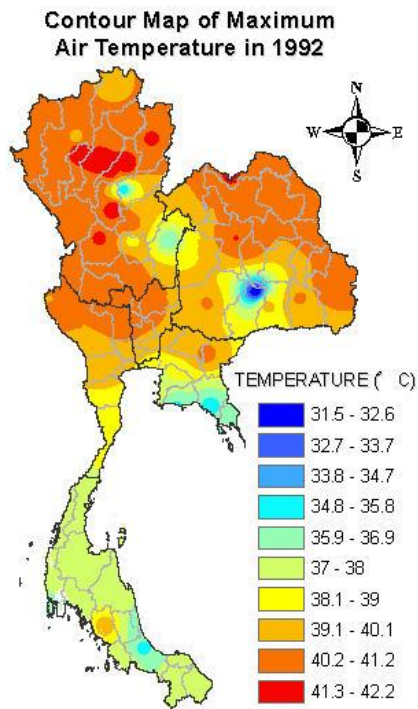 Contour Map of Maximum
Air Temperature in 1992
N
W E
S
TEMPERATURE (° C)
31.5 - 32.6
32.7 - 33.7
33.8 - 34.7
34.8 - 35.8
35.9 - 36.9
37 - 38
38.1 - 39
39.1 - 40.1
40.2 - 41.2
41.3 - 42.2